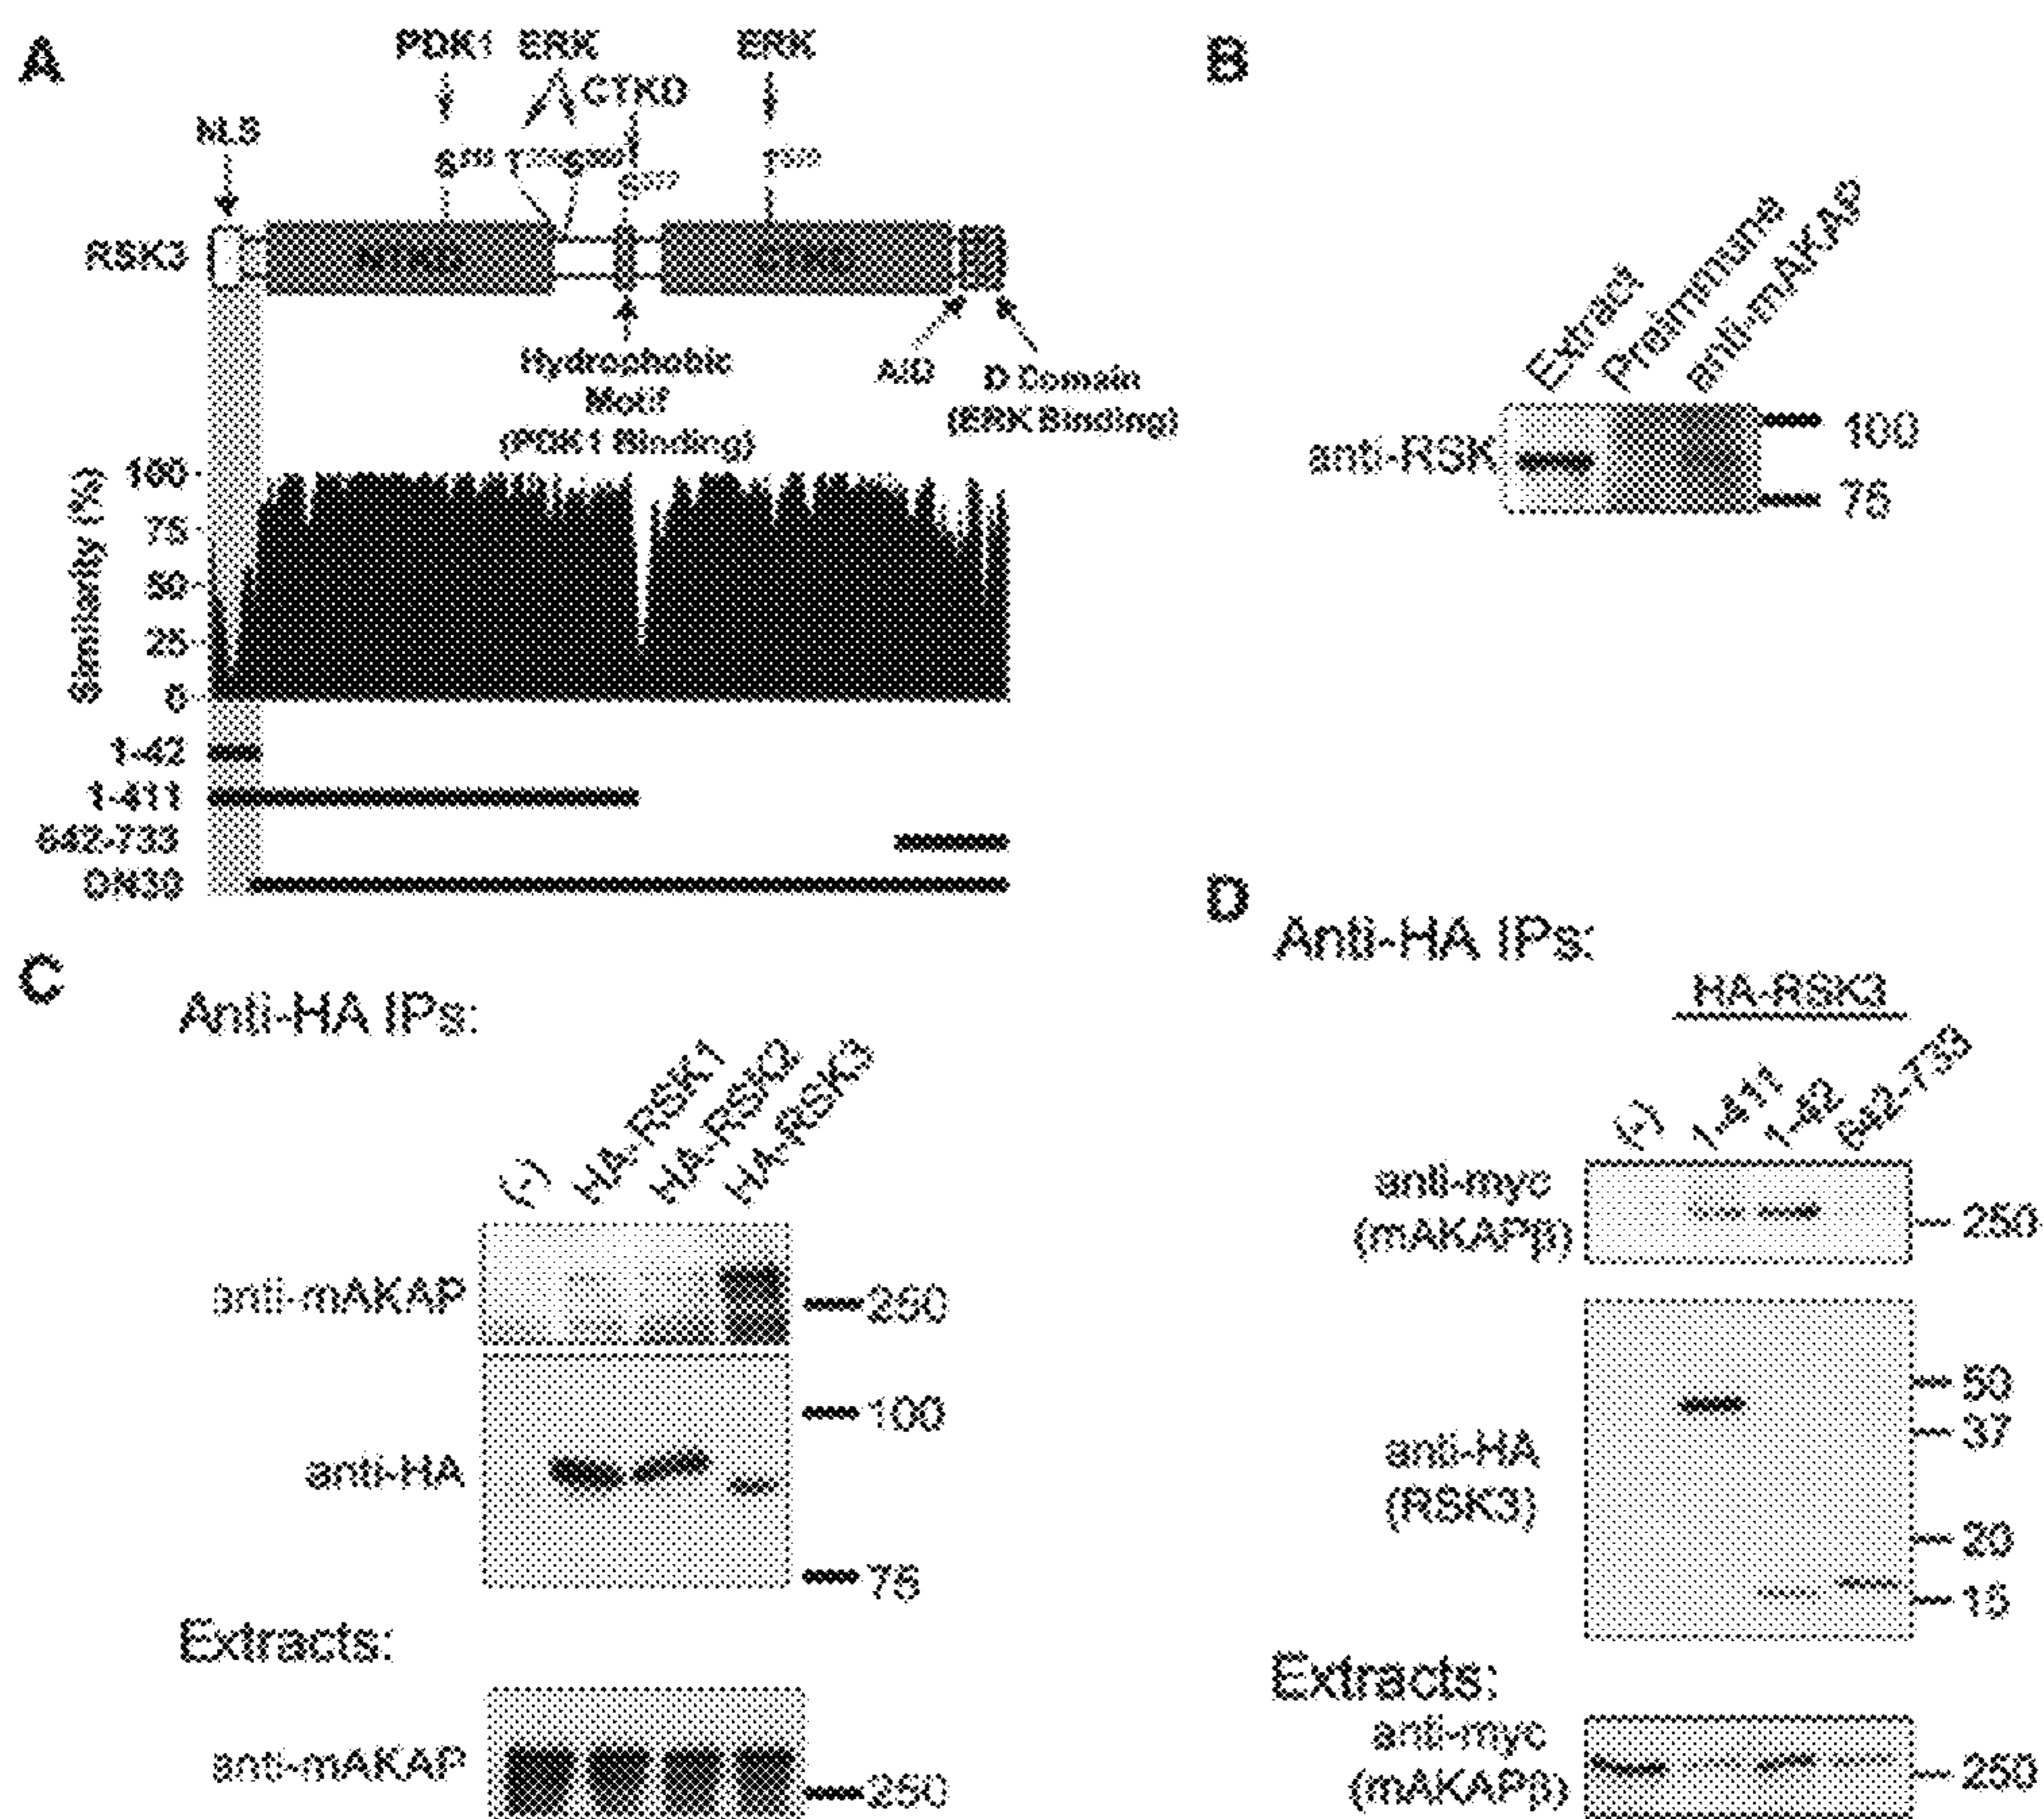 A
PDK1 ERK ERK
CTKD
NLS
RSK3
Hydrophobic
Motif
(PDK1 Binding)
AID
D Domain
(ERK Binding)
Similarity (%)
100
75
50
25
0
1-42
1-411
642-733
DN30
B
Extract
Preimmune
anti-mAKAP
anti-RSK
100
75
C
Anti-HA IPs:
(-)
HA-RSK1
HA-RSK2
HA-RSK3
anti-mAKAP
250
anti-HA
100
75
Extracts:
anti-mAKAP
250
D
Anti-HA IPs:
HA-RSK3
(-)
1-411
1-42
642-733
anti-myc
(mAKAPβ)
250
anti-HA
(RSK3)
50
37
20
15
Extracts:
anti-myc
(mAKAPβ)
250